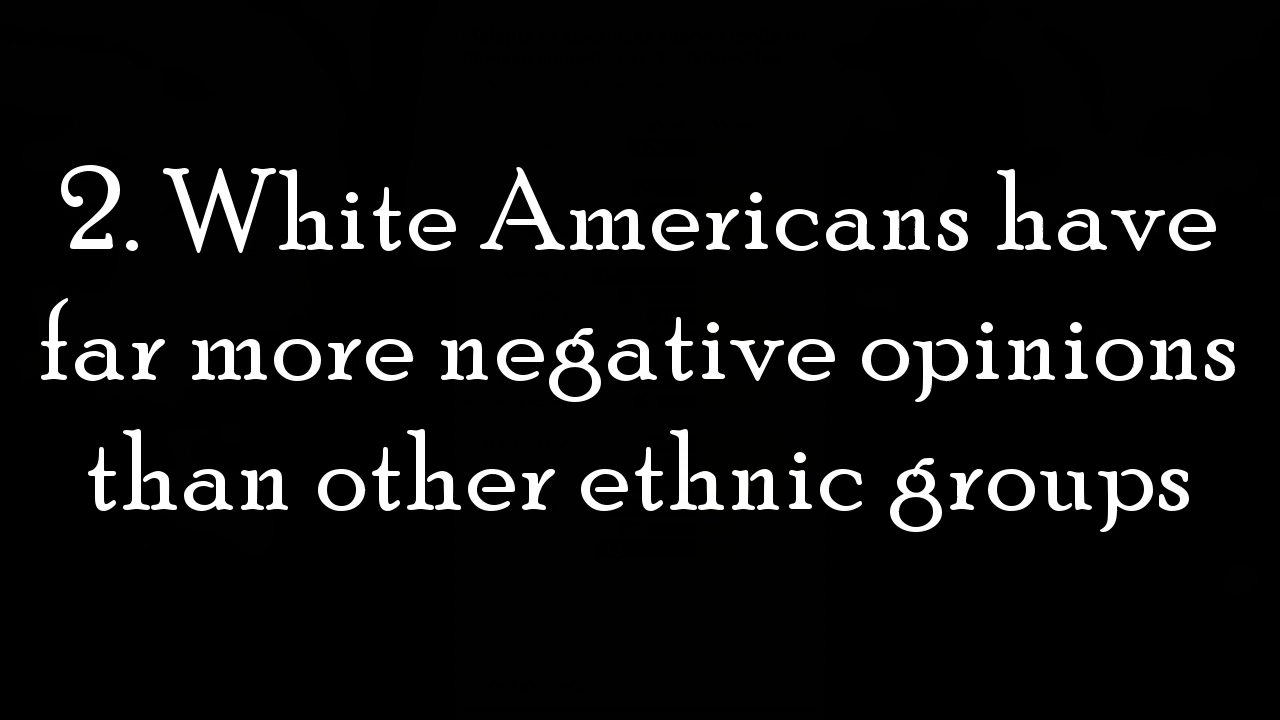 2. White Americans have
far more negative opinions
than other ethnic groups